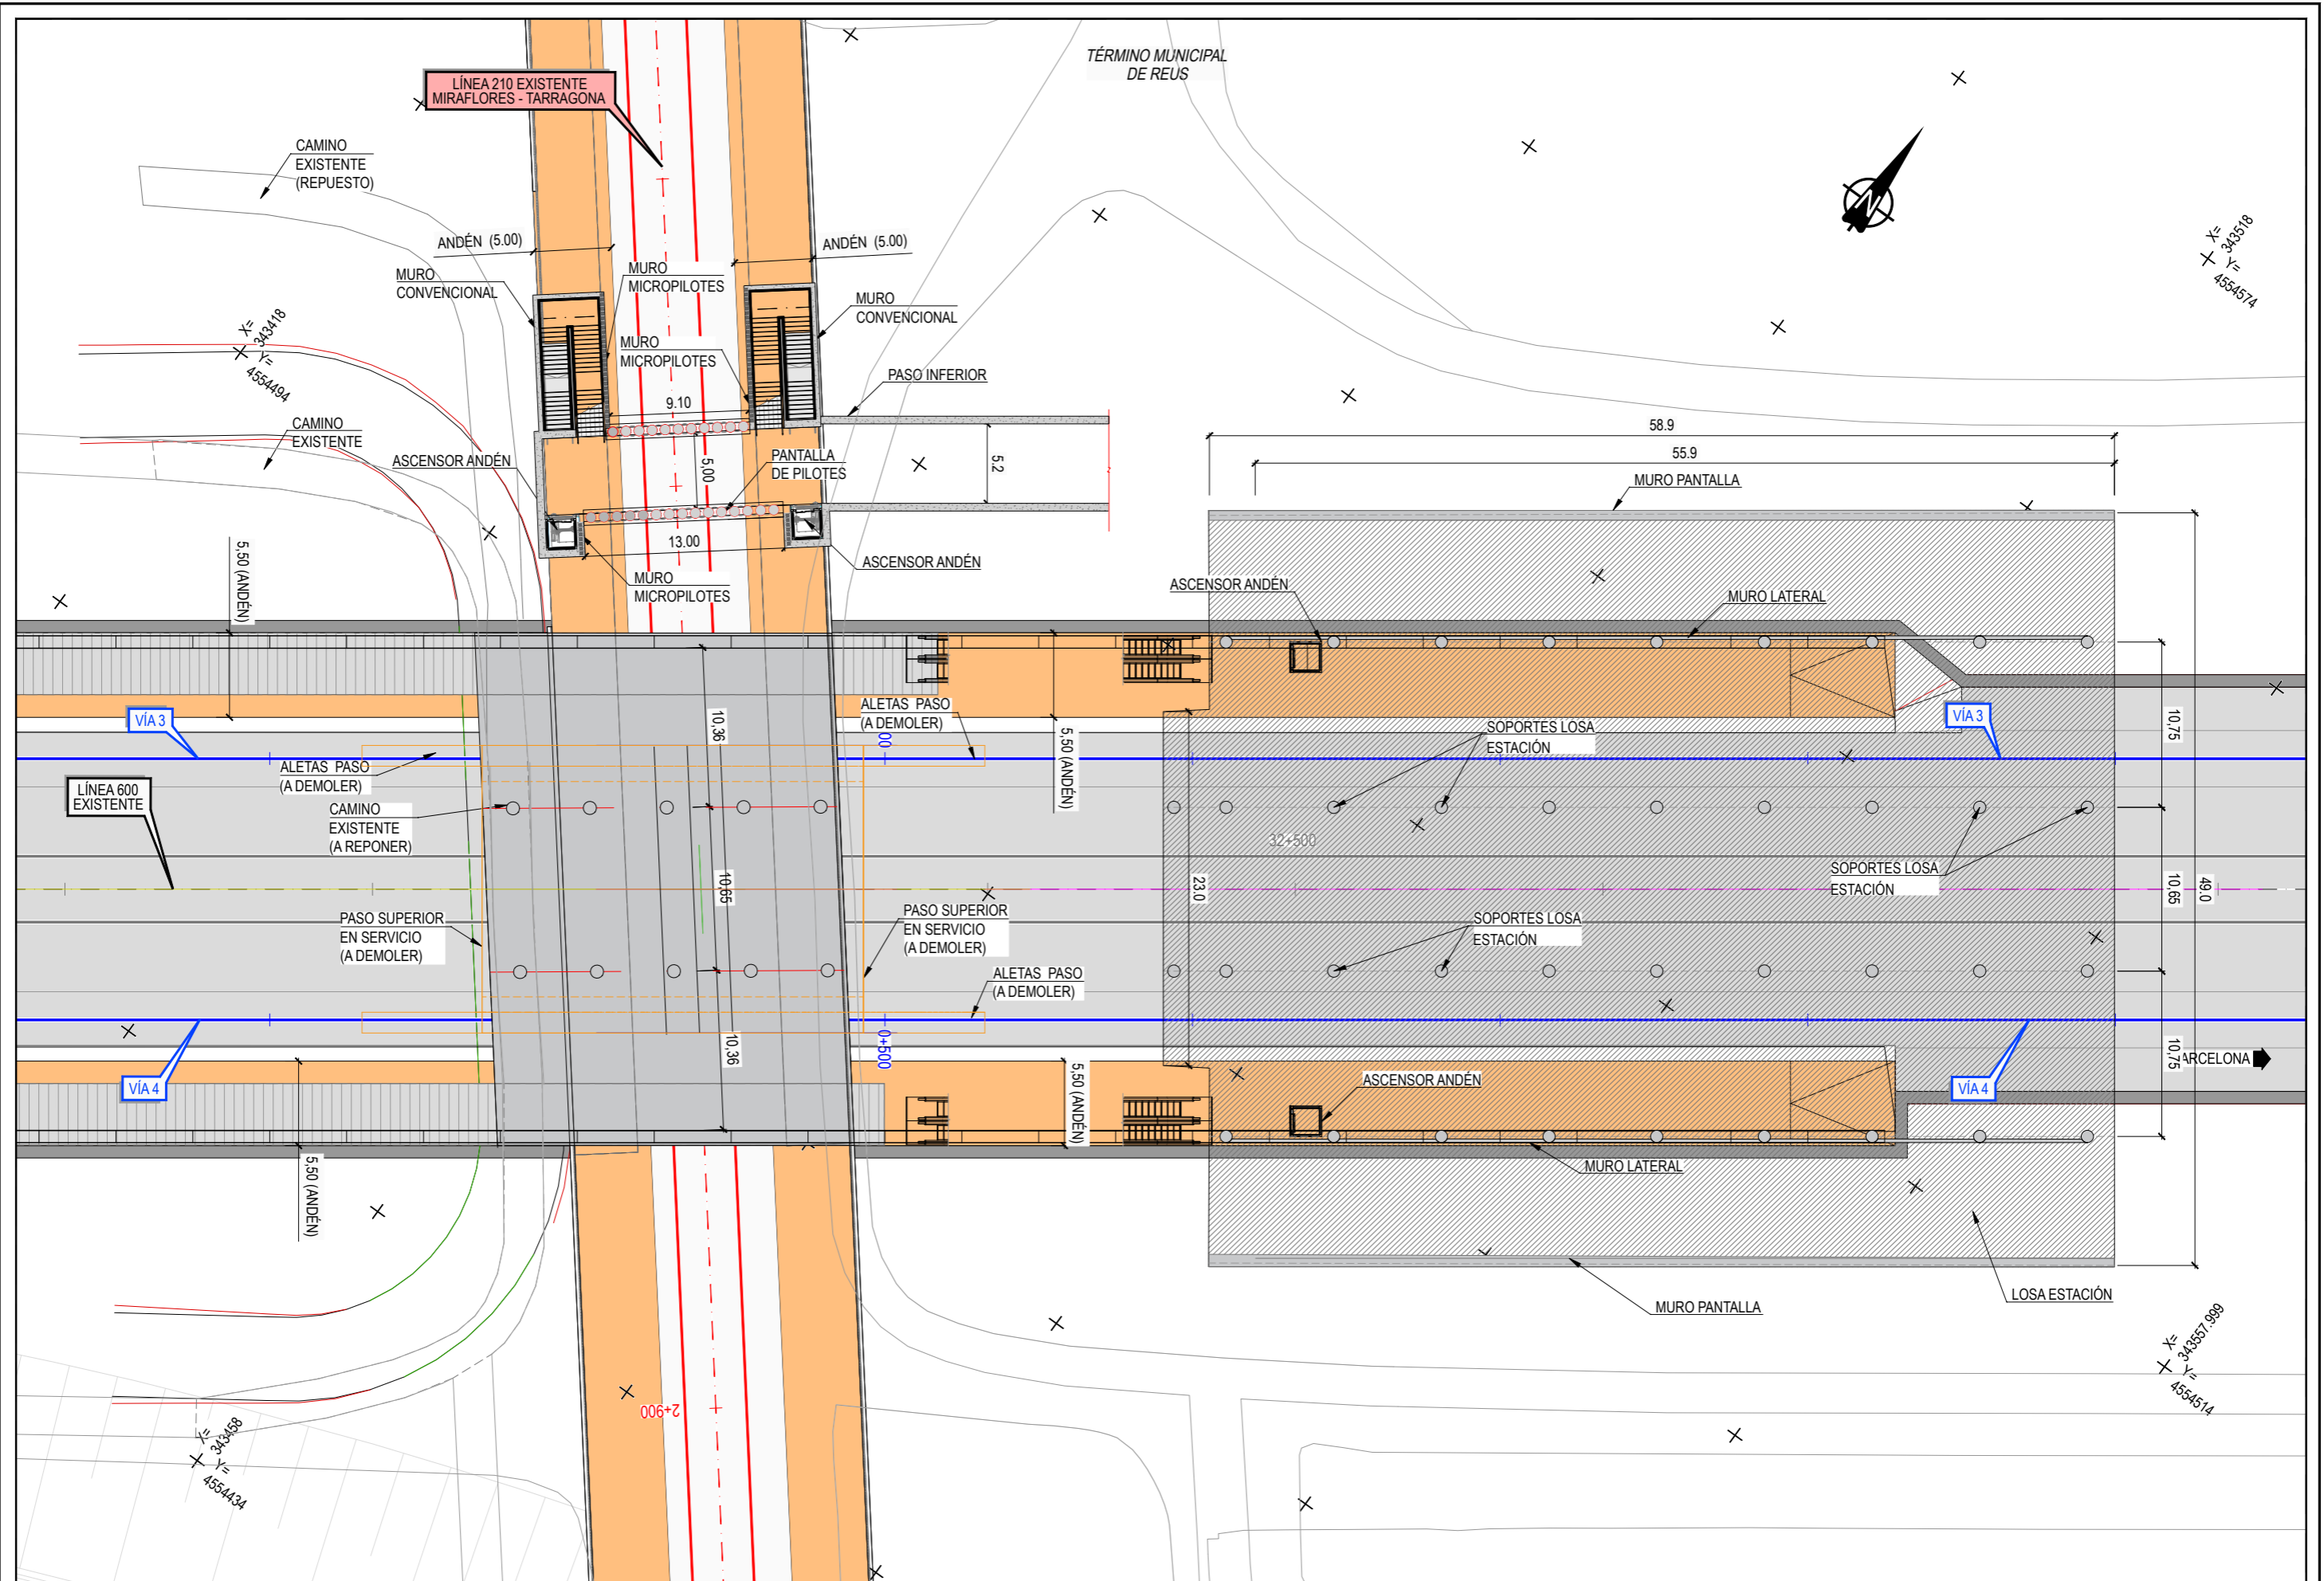 TÉRMINO MUNICIPAL
DE REUS
LÍNEA 210 EXISTENTE
MIRAFLORES - TARRAGONA
CAMINO
EXISTENTE
(REPUESTO)
ANDÉN (5.00)
ANDÉN (5.00)
MURO
CONVENCIONAL
MURO
MICROPILOTES
MURO
CONVENCIONAL
X=
343518
Y=
4554574
X=
343418
Y=
4554494
MURO
MICROPILOTES
PASO INFERIOR
9.10
CAMINO
EXISTENTE
ASCENSOR ANDÉN
5,00
PANTALLA
DE PILOTES
5.2
58.9
55.9
MURO PANTALLA
13.00
ASCENSOR ANDÉN
MURO
MICROPILOTES
5,50 (ANDÉN)
ASCENSOR ANDÉN
MURO LATERAL
VÍA 3
ALETAS PASO
(A DEMOLER)
00
10,36
5,50 (ANDÉN)
SOPORTES LOSA
ESTACIÓN
VÍA 3
10,75
LÍNEA 600
EXISTENTE
ALETAS PASO
(A DEMOLER)
CAMINO
EXISTENTE
(A REPONER)
32+500
SOPORTES LOSA
ESTACIÓN
10,65
23.0
10,65
49.0
PASO SUPERIOR
EN SERVICIO
(A DEMOLER)
PASO SUPERIOR
EN SERVICIO
(A DEMOLER)
SOPORTES LOSA
ESTACIÓN
ALETAS PASO
(A DEMOLER)
10,36
0+500
10,75
ARCELONA
VÍA 4
5,50 (ANDÉN)
ASCENSOR ANDÉN
VÍA 4
5,50 (ANDÉN)
MURO LATERAL
MURO PANTALLA
LOSA ESTACIÓN
X=
343557.999
Y=
4554514
2+900
X=
343458
Y=
4554434